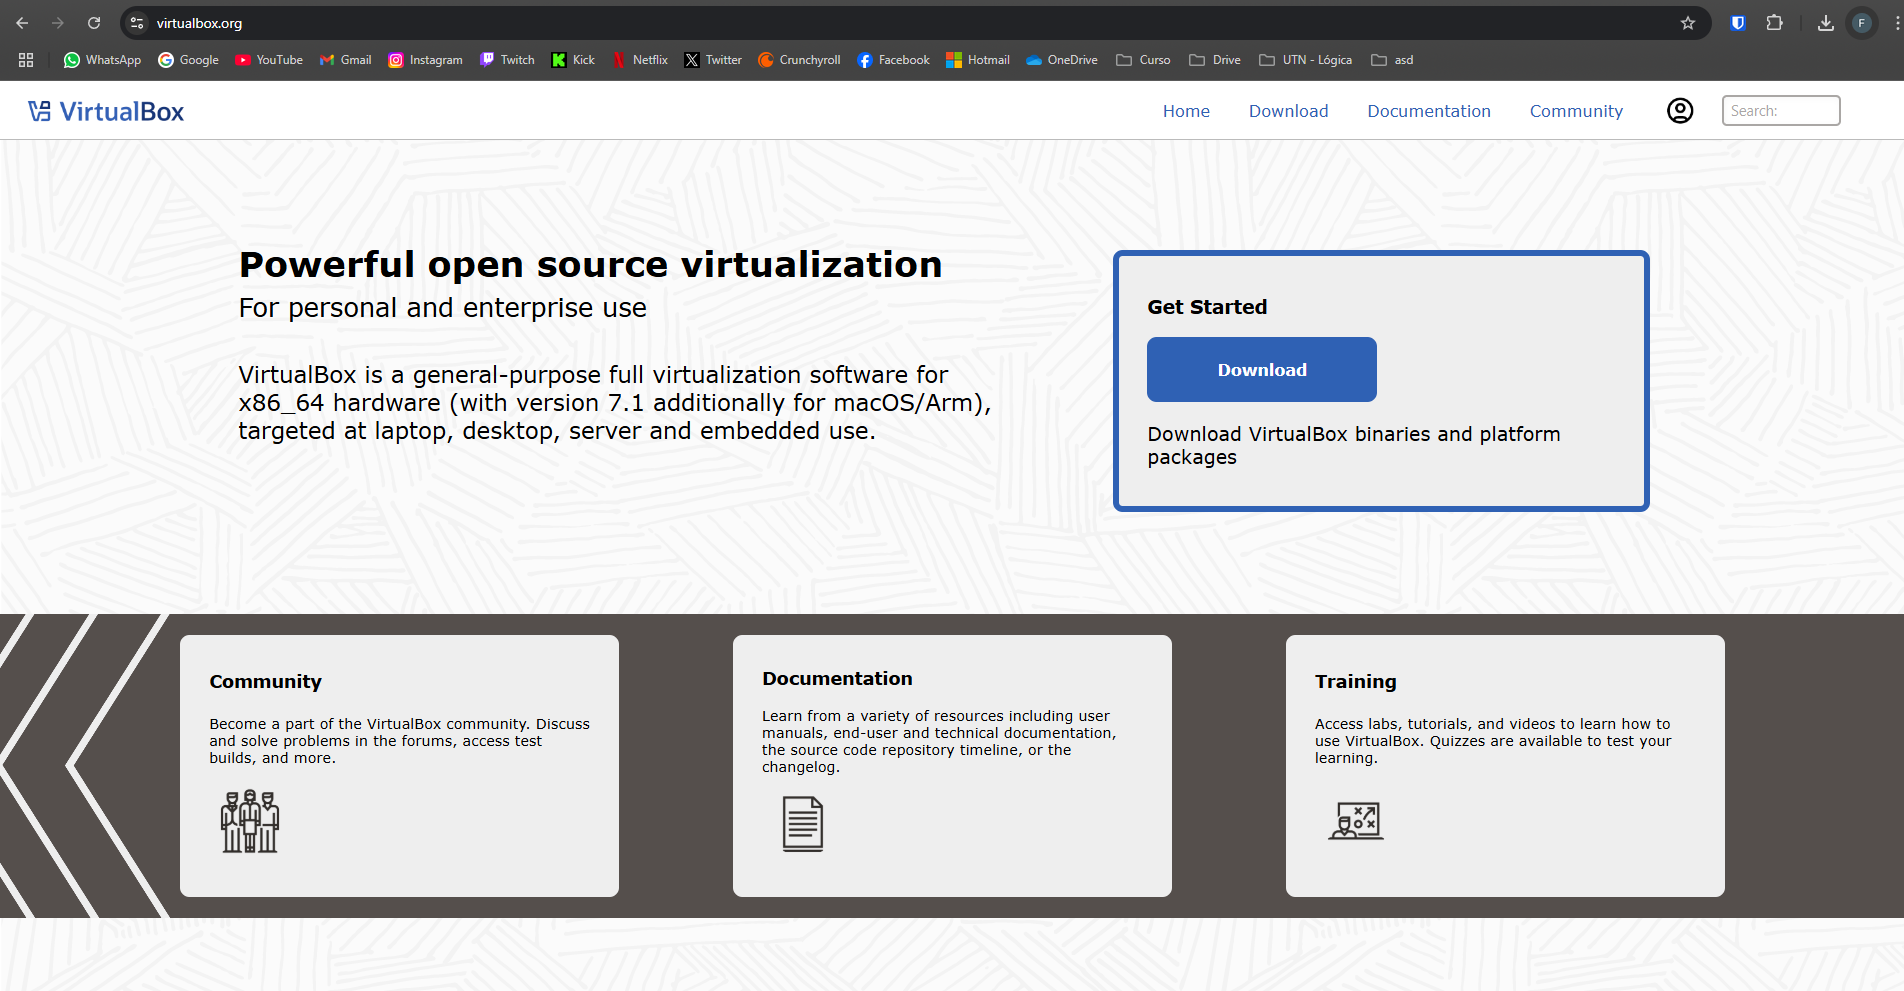 virtualbox.org
F
WhatsApp Google YouTube Gmail Instagram Twitch Kick Netflix Twitter Crunchyroll Facebook Hotmail OneDrive Curso Drive UTN - Lógica asd
VirtualBox
Home Download Documentation Community Search:
Powerful open source virtualization
For personal and enterprise use
VirtualBox is a general-purpose full virtualization software for
x86_64 hardware (with version 7.1 additionally for macOS/Arm),
targeted at laptop, desktop, server and embedded use.
Get Started
Download
Download VirtualBox binaries and platform
packages
Community
Become a part of the VirtualBox community. Discuss
and solve problems in the forums, access test
builds, and more.
Documentation
Learn from a variety of resources including user
manuals, end-user and technical documentation,
the source code repository timeline, or the
changelog.
Training
Access labs, tutorials, and videos to learn how to
use VirtualBox. Quizzes are available to test your
learning.